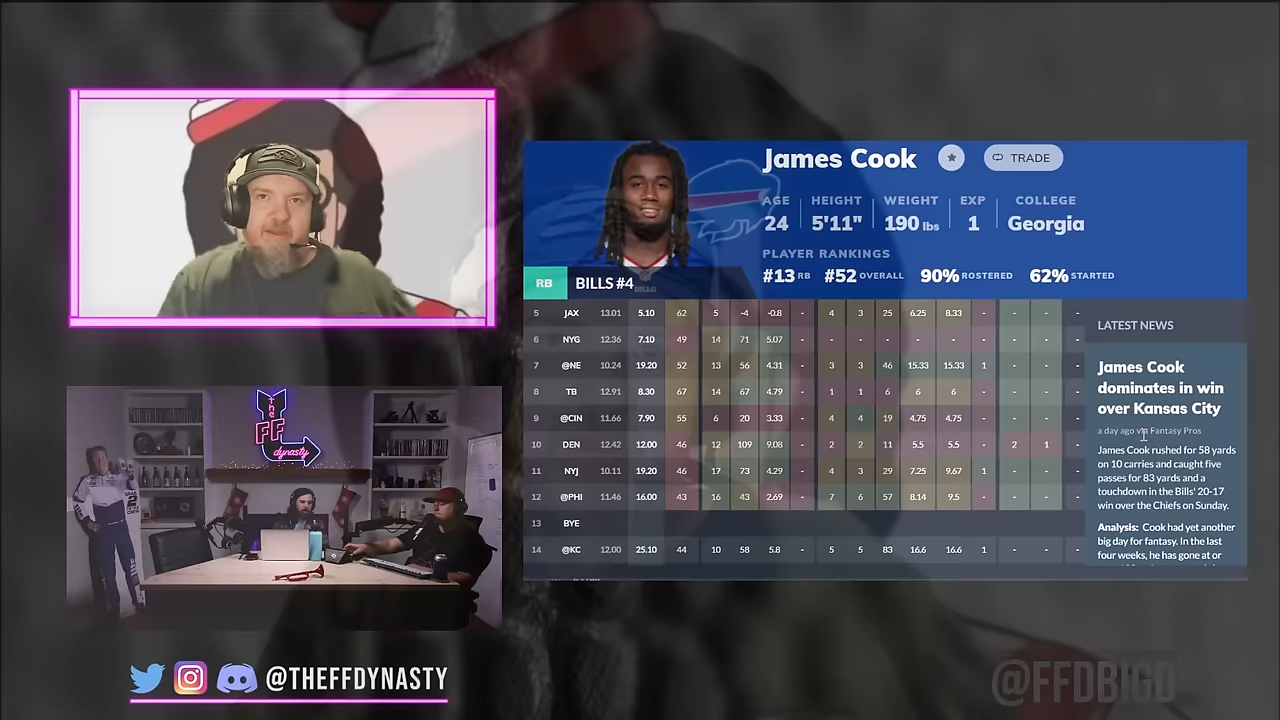 James Cook
TRADE
AGE HEIGHT WEIGHT EXP COLLEGE
24 5'11" 190 lbs 1 Georgia
PLAYER RANKINGS
#13 RB #52 OVERALL 90% ROSTERED 62% STARTED
RB BILLS #4
BILLS
5 JAX 13.01 5.10 62 5 -4 -0.8 - 4 3 25 6.25 8.33 - - - -
6 NYG 12.36 7.10 49 14 71 5.07 - - - - - - - - - -
7 @NE 10.24 19.20 52 13 56 4.31 - 3 3 46 15.33 15.33 1 - - -
8 TB 12.91 8.30 67 14 67 4.79 - 1 1 6 6 6 - - - -
9 @CIN 11.66 7.90 55 6 20 3.33 - 4 4 19 4.75 4.75 - - - -
10 DEN 12.42 12.00 46 12 109 9.08 - 2 2 11 5.5 5.5 - 2 1 -
11 NYJ 10.11 19.20 46 17 73 4.29 - 4 3 29 7.25 9.67 1 - - -
12 @PHI 11.46 16.00 43 16 43 2.69 - 7 6 57 8.14 9.5 - - - -
13 BYE
14 @KC 12.00 25.10 44 10 58 5.8 - 5 5 83 16.6 16.6 1 - - -
LATEST NEWS
James Cook
dominates in win
over Kansas City
a day ago via Fantasy Pros
James Cook rushed for 58 yards
on 10 carries and caught five
passes for 83 yards and a
touchdown in the Bills' 20-17
win over the Chiefs on Sunday.
Analysis: Cook had yet another
big day for fantasy. In the last
four weeks, he has gone at or
the
FF
dynasty
@THEFFDYNASTY
@FFDBIGD